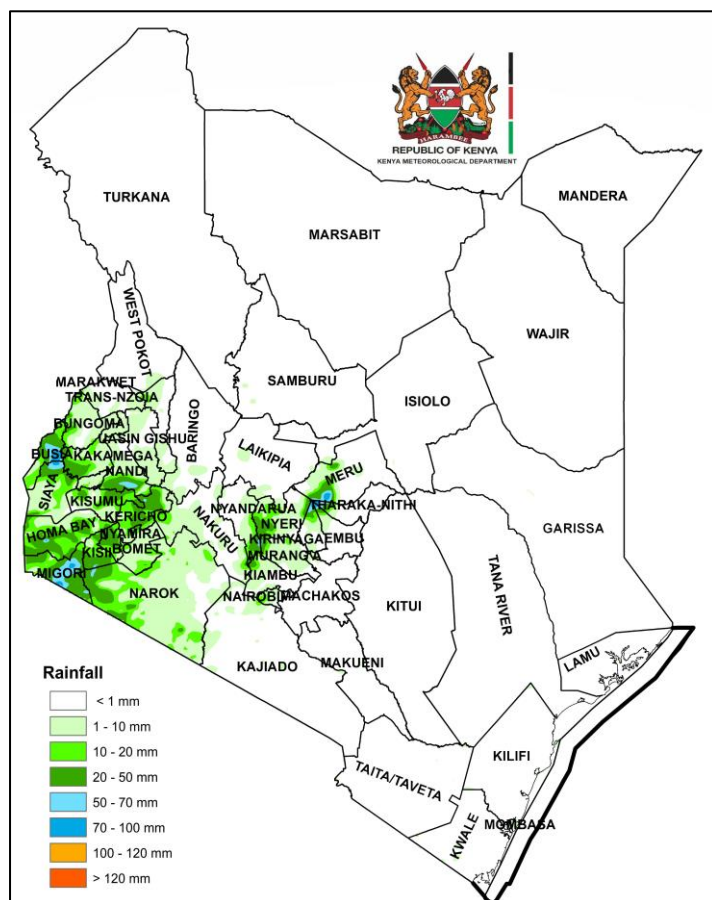 HARAMBEE
REPUBLIC OF KENYA
KENYA METEOROLOGICAL DEPARTMENT
TURKANA
MANDERA
MARSABIT
WEST POKOT
WAJIR
SAMBURU
ISIOLO
MARAKWET
TRANS-NZOIA
BUNGOMA
UASIN GISHU
BARINGO
LAIKIPIA
BUSIA
KAKAMEGA
NANDI
MERU
SIAYA
KISUMU
NYANDARUA
THARAKA-NITHI
KERICHO
NAKURU
NYERI
GARISSA
HOMA BAY
NYAMIRA
KIRINYAGA
EMBU
KISII
BOMET
MURANG'A
MIGORI
KIAMBU
NAROK
NAIROBI
MACHAKOS
KITUI
TANA RIVER
KAJIADO
MAKUENI
LAMU
KILIFI
TAITA/TAVETA
KWALE
MOMBASA
Rainfall
< 1 mm
1 - 10 mm
10 - 20 mm
20 - 50 mm
50 - 70 mm
70 - 100 mm
100 - 120 mm
> 120 mm